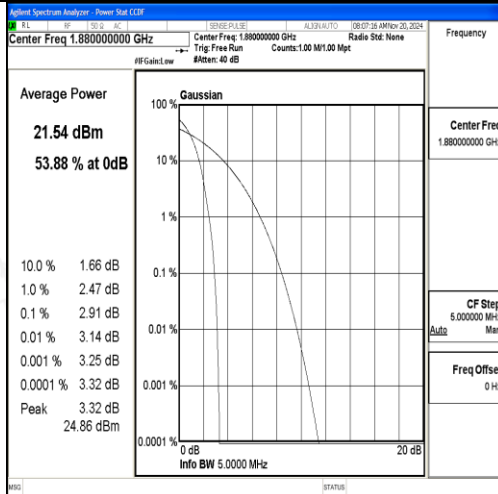 Agilent Spectrum Analyzer - Power Stat CCDF
RL RF 50 Ω AC SENSE:PULSE ALIGNAUTO 08:07:16 AM Nov 20, 2024
Center Freq 1.880000000 GHz
Center Freq: 1.880000000 GHz
Radio Std: None
Trig: Free Run Counts:1.00 M/1.00 Mpt
#IFGain:Low #Atten: 40 dB
Frequency
Average Power
21.54 dBm
53.88 % at 0dB
10.0 % 1.66 dB
1.0 % 2.47 dB
0.1 % 2.91 dB
0.01 % 3.14 dB
0.001 % 3.25 dB
0.0001 % 3.32 dB
Peak 3.32 dB
24.86 dBm
Gaussian
100 %
10 %
1 %
0.1 %
0.01 %
0.001 %
0.0001 %
0 dB 20 dB
Info BW 5.0000 MHz
Center Freq
1.880000000 GHz
CF Step
5.000000 MHz
Auto Man
Freq Offse
0 H
MSG STATUS